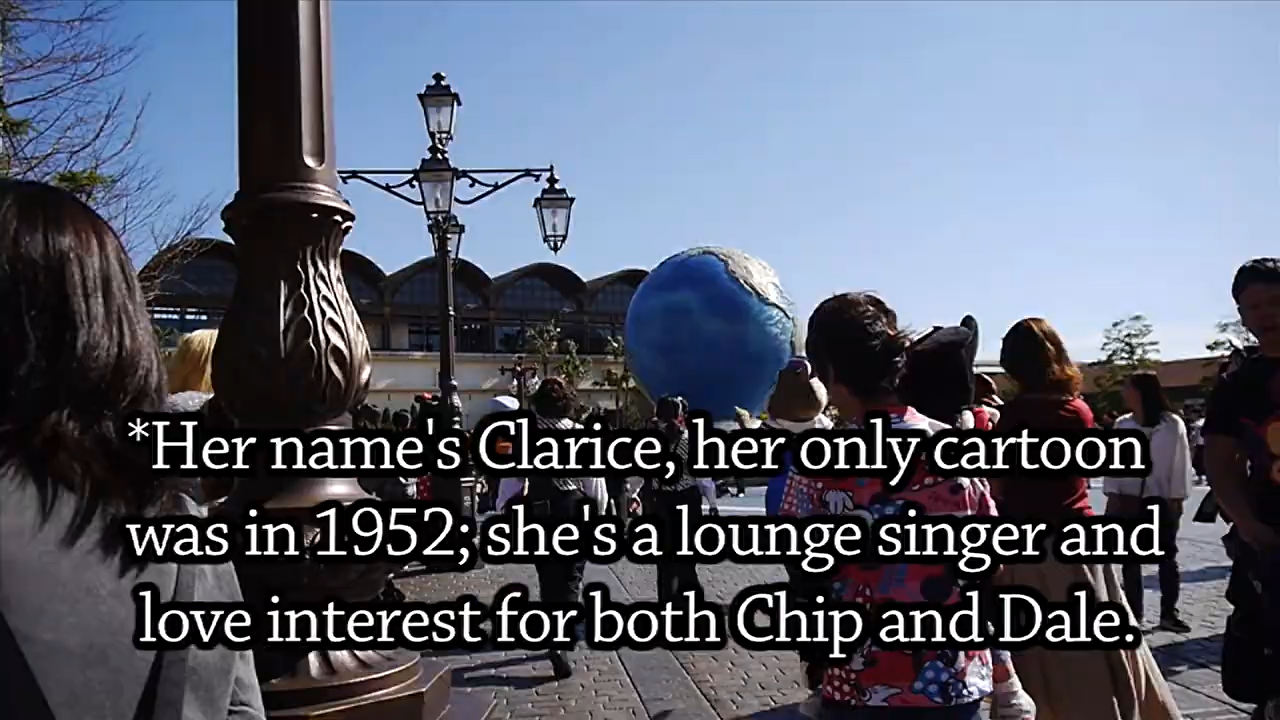 *Her name's Clarice, her only cartoon
was in 1952; she's a lounge singer and
love interest for both Chip and Dale.